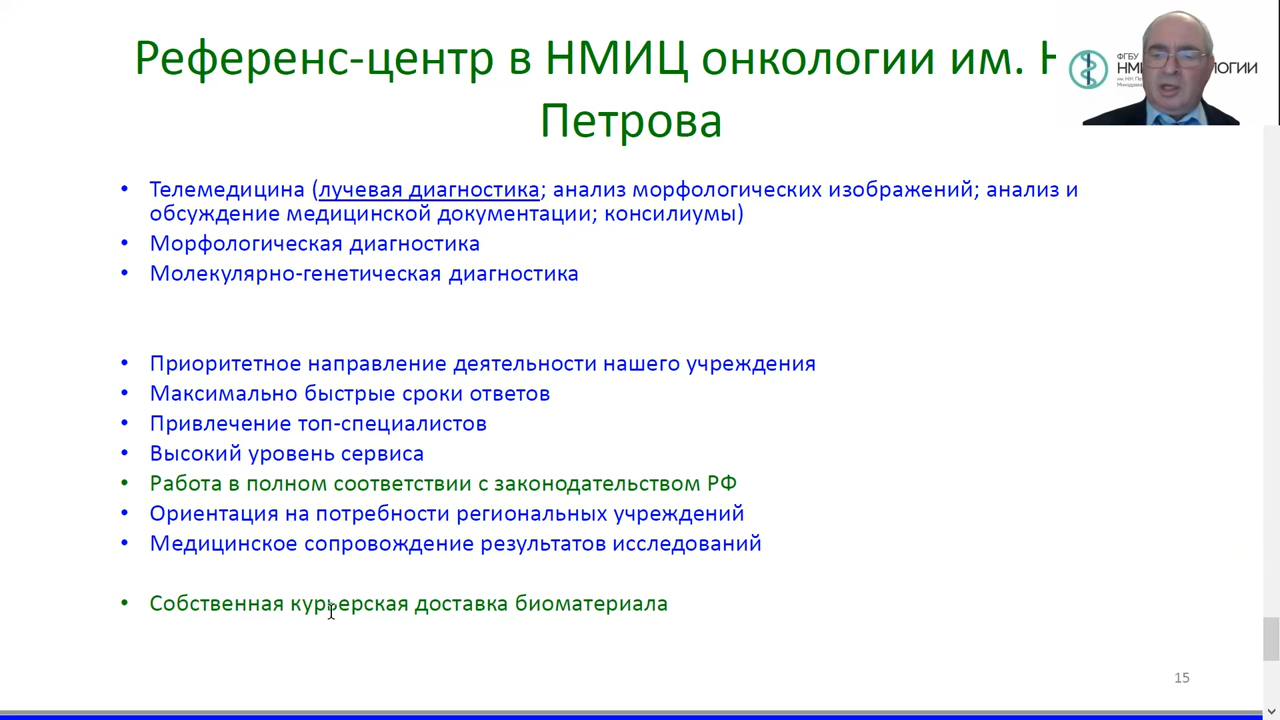 Референс-центр в НМИЦ онкологии им.
Петрова
ФГБУ
ОГИИ
• Телемедицина (лучевая диагностика; анализ морфологических изображений; анализ и
обсуждение медицинской документации; консилиумы)
• Морфологическая диагностика
• Молекулярно-генетическая диагностика
• Приоритетное направление деятельности нашего учреждения
• Максимально быстрые сроки ответов
• Привлечение топ-специалистов
• Высокий уровень сервиса
• Работа в полном соответствии с законодательством РФ
• Ориентация на потребности региональных учреждений
• Медицинское сопровождение результатов исследований
• Собственная курьерская доставка биоматериала
15